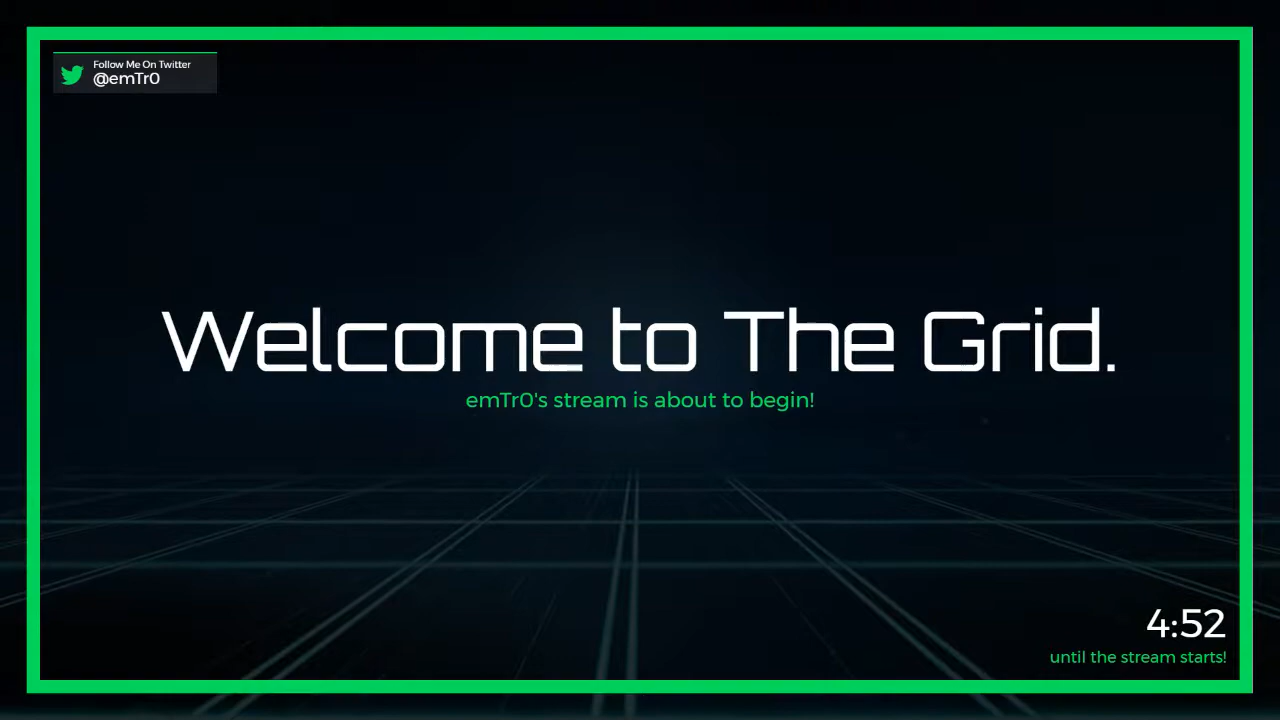 Follow Me On Twitter
@emTr0
Welcome to The Grid.
emTr0's stream is about to begin!
4:52
until the stream starts!